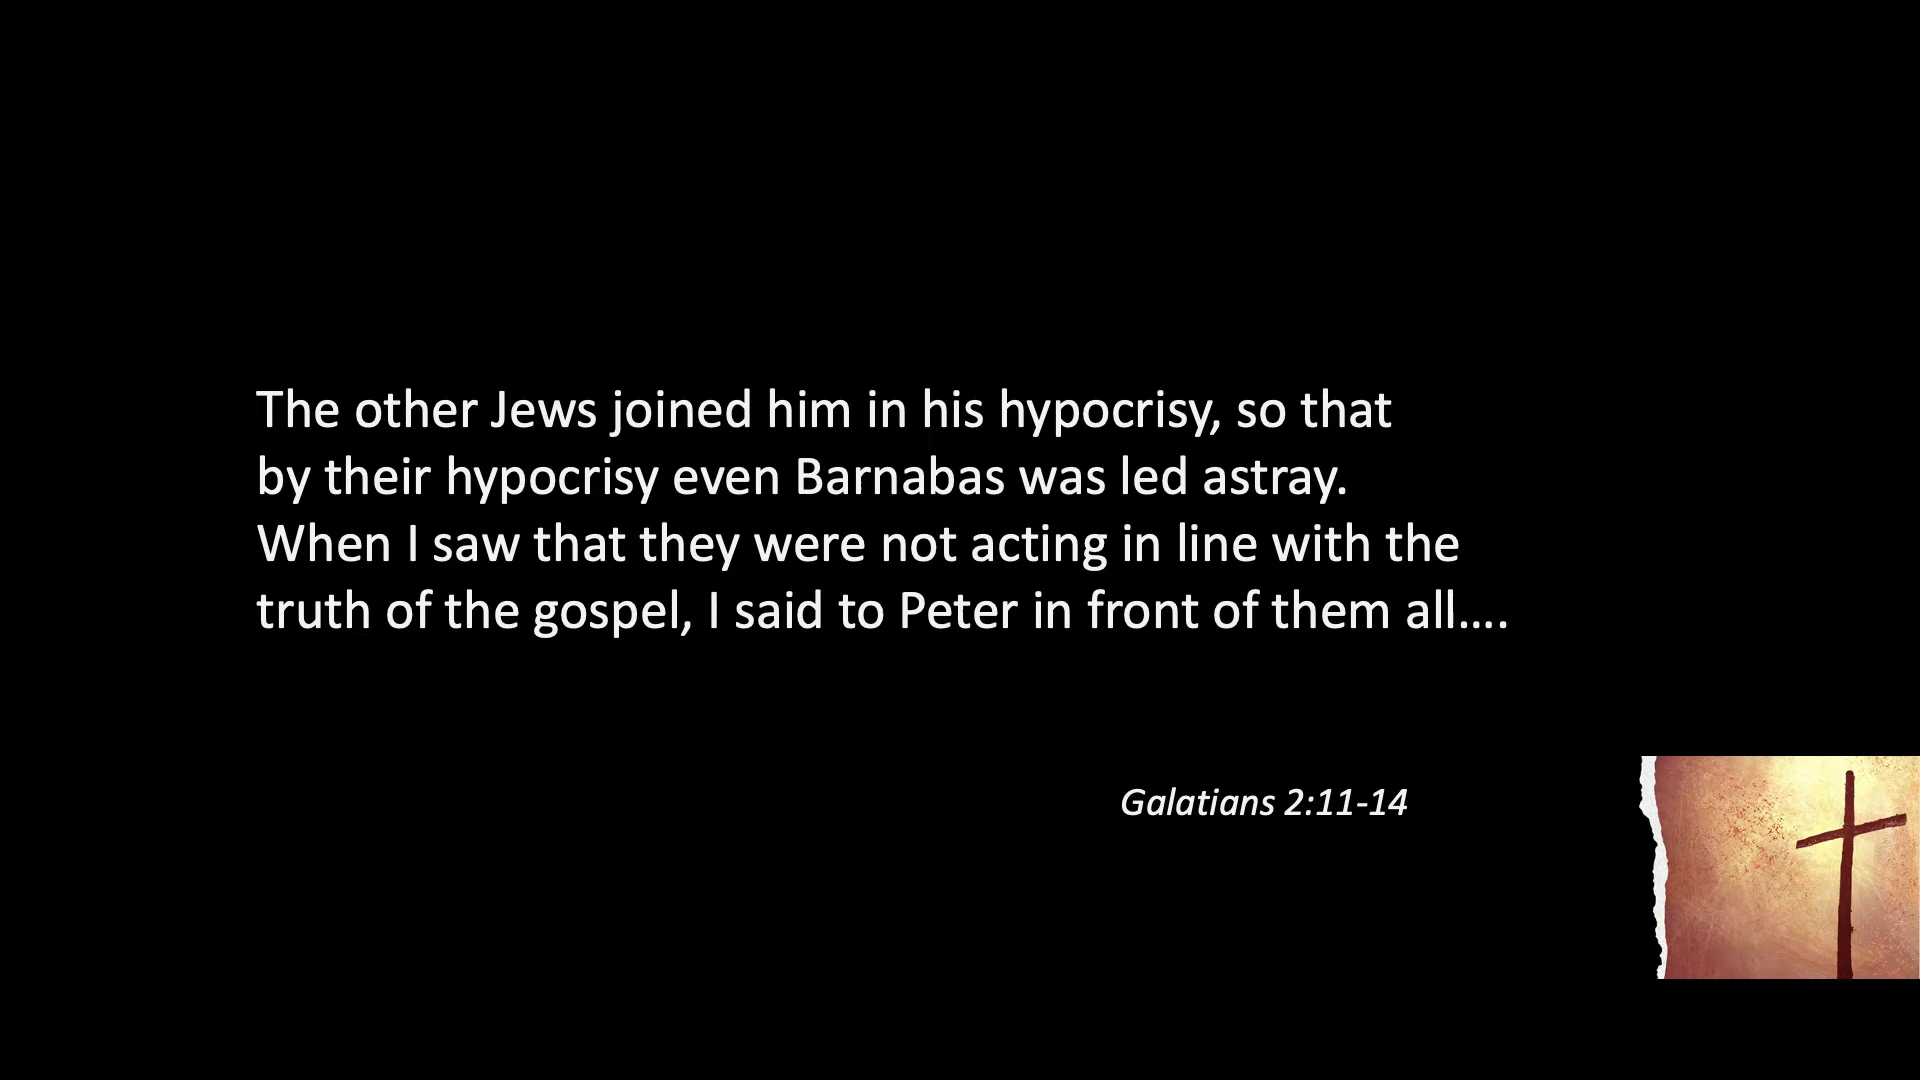 The other Jews joined him in his hypocrisy, so that
by their hypocrisy even Barnabas was led astray.
When I saw that they were not acting in line with the
truth of the gospel, I said to Peter in front of them all....
Galatians 2:11-14